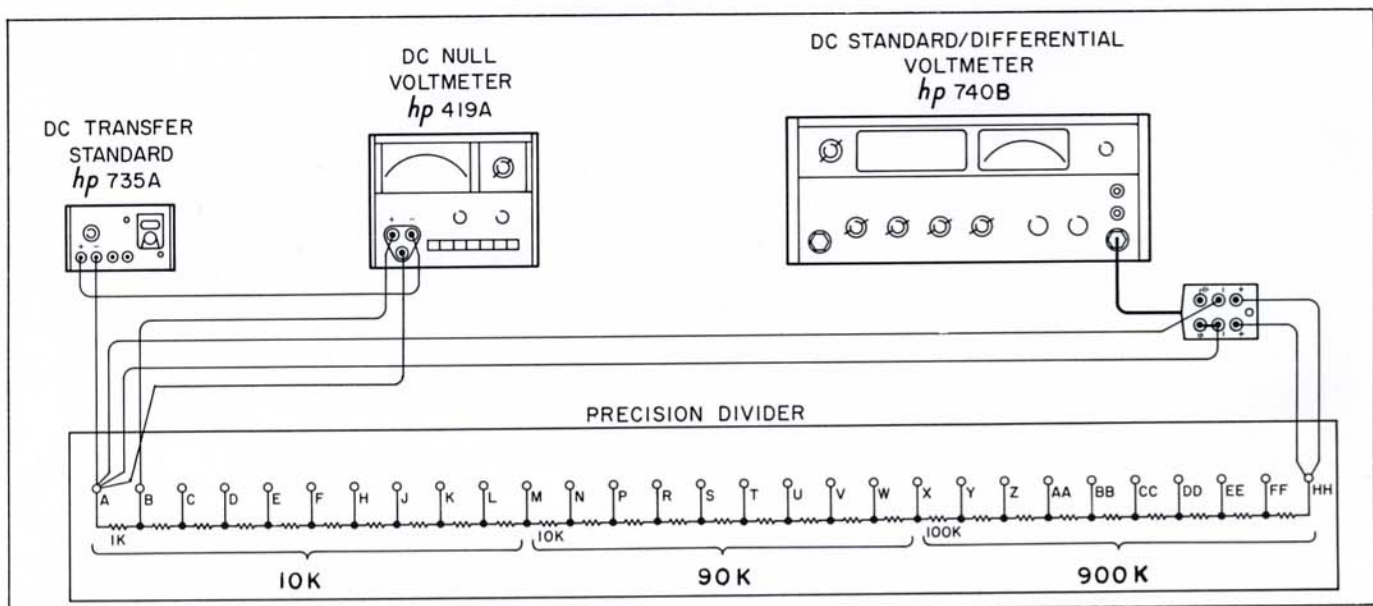 DC TRANSFER
STANDARD
hp 735A
DC NULL
VOLTMETER
hp 419A
DC STANDARD/DIFFERENTIAL
VOLTMETER
hp 740B
+ −
+ −
PRECISION DIVIDER
A B C D E F H J K L M N P R S T U V W X Y Z AA BB CC DD EE FF HH
1K 10K 100K
10K 90K 900K